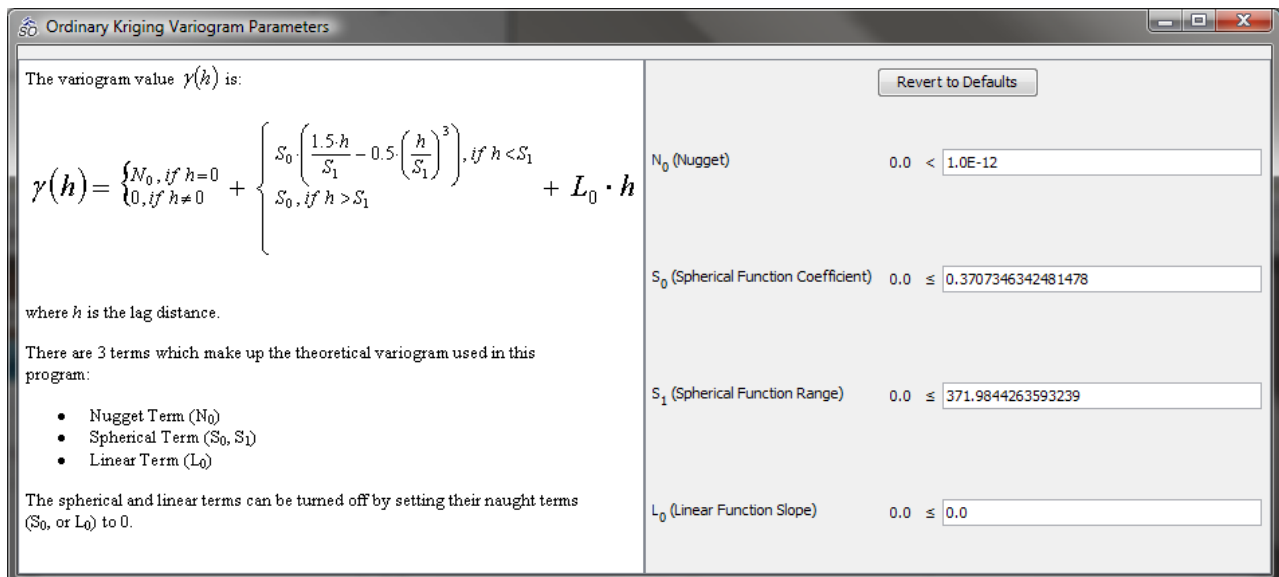 Ordinary Kriging Variogram Parameters
The variogram value γ(h) is:
γ(h) = {N₀, if h=0; 0, if h≠0 + {S₀·(1.5·h/S₁ − 0.5·(h/S₁)³), if h<S₁; S₀, if h>S₁ + L₀·h
where h is the lag distance.
There are 3 terms which make up the theoretical variogram used in this
program:
• Nugget Term (N₀)
• Spherical Term (S₀, S₁)
• Linear Term (L₀)
The spherical and linear terms can be turned off by setting their naught terms
(S₀, or L₀) to 0.
Revert to Defaults
N₀ (Nugget) 0.0 < 1.0E-12
S₀ (Spherical Function Coefficient) 0.0 ≤ 0.3707346342481478
S₁ (Spherical Function Range) 0.0 ≤ 371.9844263593239
L₀ (Linear Function Slope) 0.0 ≤ 0.0